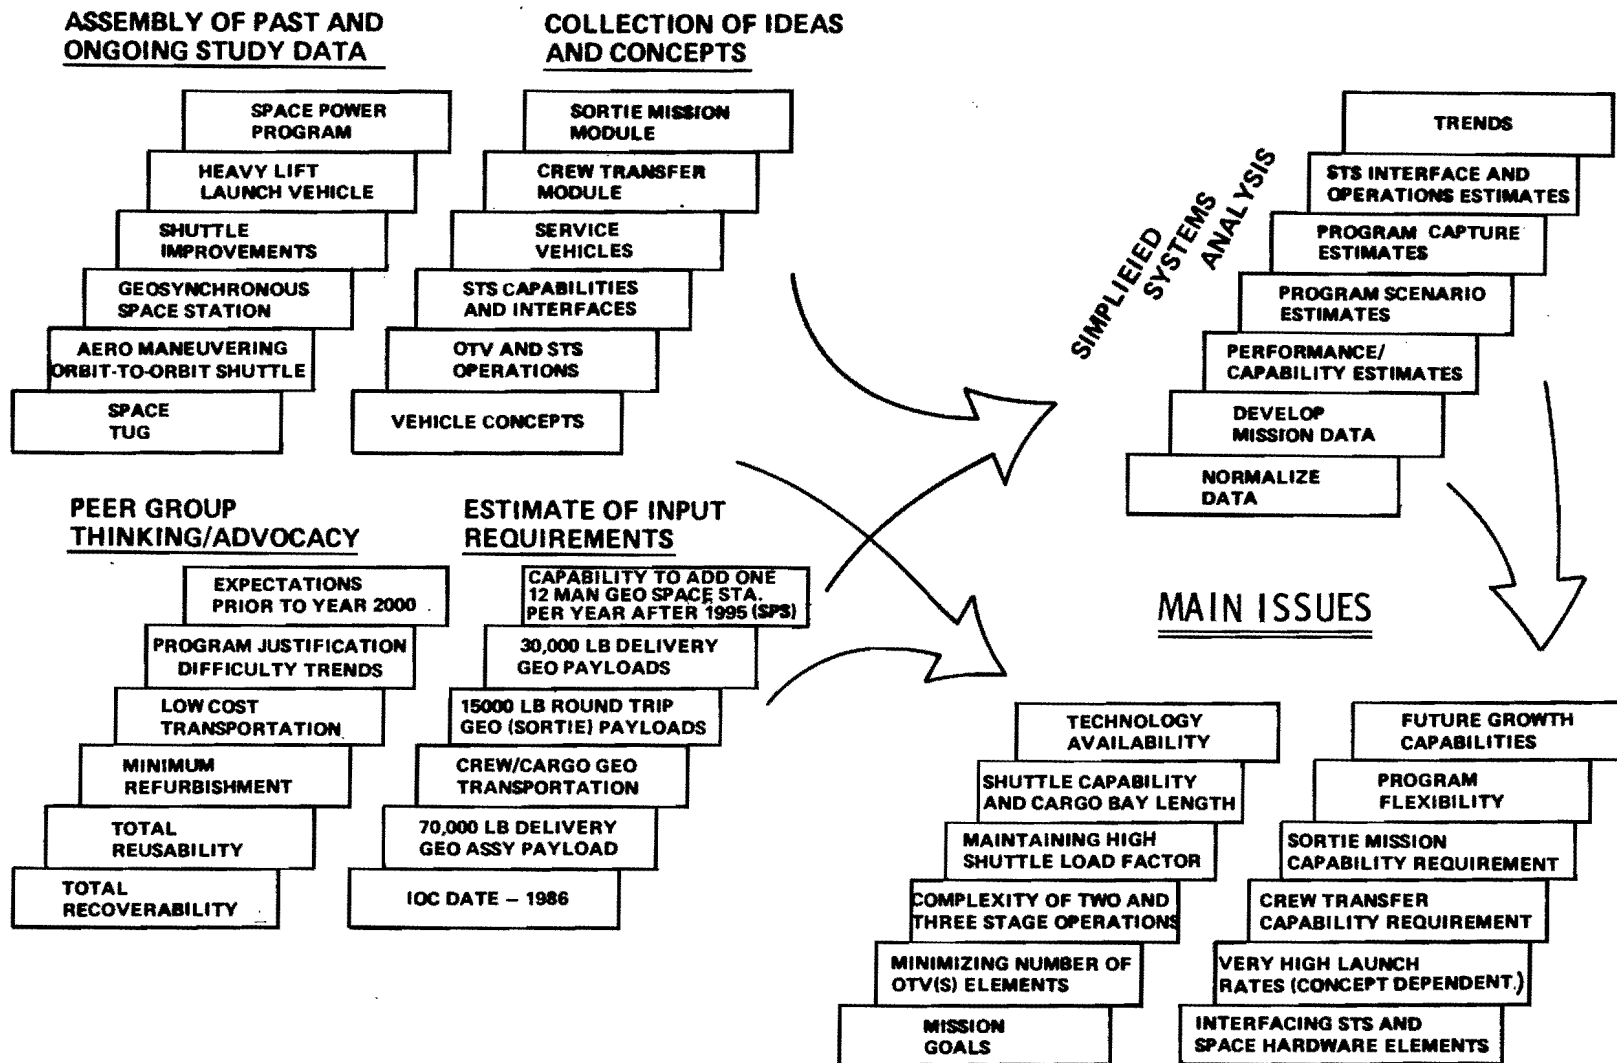 ASSEMBLY OF PAST AND
ONGOING STUDY DATA
SPACE POWER
PROGRAM
HEAVY LIFT
LAUNCH VEHICLE
SHUTTLE
IMPROVEMENTS
GEOSYNCHRONOUS
SPACE STATION
AERO MANEUVERING
ORBIT-TO-ORBIT SHUTTLE
SPACE
TUG
COLLECTION OF IDEAS
AND CONCEPTS
SORTIE MISSION
MODULE
CREW TRANSFER
MODULE
SERVICE
VEHICLES
STS CAPABILITIES
AND INTERFACES
OTV AND STS
OPERATIONS
VEHICLE CONCEPTS
PEER GROUP
THINKING/ADVOCACY
EXPECTATIONS
PRIOR TO YEAR 2000
PROGRAM JUSTIFICATION
DIFFICULTY TRENDS
LOW COST
TRANSPORTATION
MINIMUM
REFURBISHMENT
TOTAL
REUSABILITY
TOTAL
RECOVERABILITY
ESTIMATE OF INPUT
REQUIREMENTS
CAPABILITY TO ADD ONE
12 MAN GEO SPACE STA.
PER YEAR AFTER 1995 (SPS)
30,000 LB DELIVERY
GEO PAYLOADS
15000 LB ROUND TRIP
GEO (SORTIE) PAYLOADS
CREW/CARGO GEO
TRANSPORTATION
70,000 LB DELIVERY
GEO ASSY PAYLOAD
IOC DATE – 1986
SIMPLIEIED
SYSTEMS
ANALYSIS
TRENDS
STS INTERFACE AND
OPERATIONS ESTIMATES
PROGRAM CAPTURE
ESTIMATES
PROGRAM SCENARIO
ESTIMATES
PERFORMANCE/
CAPABILITY ESTIMATES
DEVELOP
MISSION DATA
NORMALIZE
DATA
MAIN ISSUES
TECHNOLOGY
AVAILABILITY
SHUTTLE CAPABILITY
AND CARGO BAY LENGTH
MAINTAINING HIGH
SHUTTLE LOAD FACTOR
COMPLEXITY OF TWO AND
THREE STAGE OPERATIONS
MINIMIZING NUMBER OF
OTV(S) ELEMENTS
MISSION
GOALS
FUTURE GROWTH
CAPABILITIES
PROGRAM
FLEXIBILITY
SORTIE MISSION
CAPABILITY REQUIREMENT
CREW TRANSFER
CAPABILITY REQUIREMENT
VERY HIGH LAUNCH
RATES (CONCEPT DEPENDENT.)
INTERFACING STS AND
SPACE HARDWARE ELEMENTS